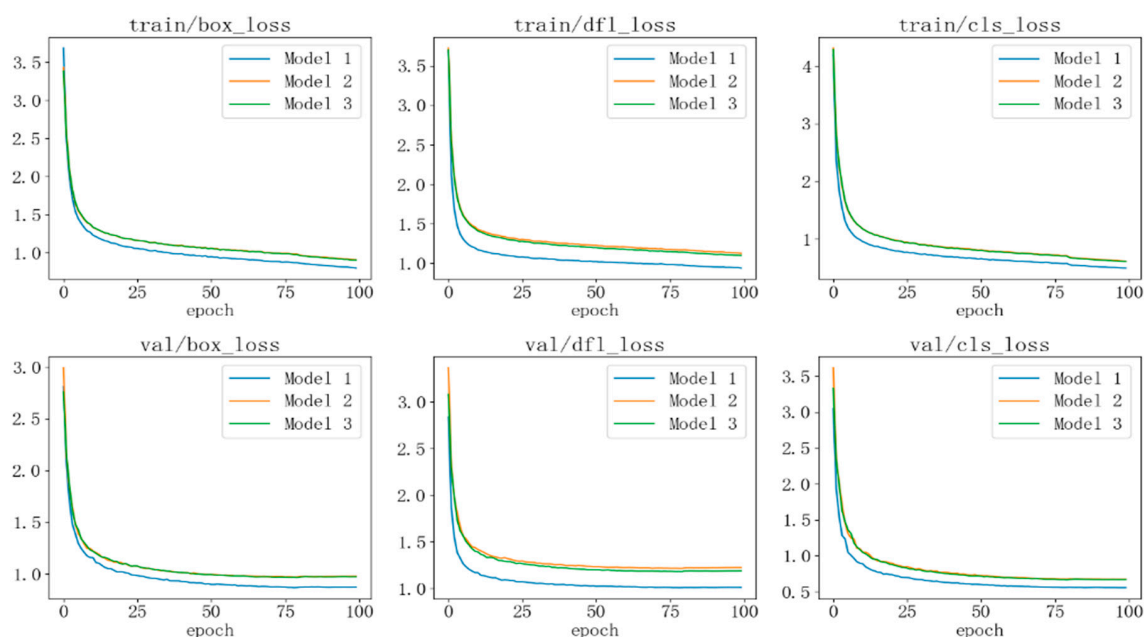 train/box_loss
3.5
3.0
2.5
2.0
1.5
1.0
Model 1
Model 2
Model 3
0 25 50 75 100
epoch
train/dfl_loss
3.5
3.0
2.5
2.0
1.5
1.0
Model 1
Model 2
Model 3
0 25 50 75 100
epoch
train/cls_loss
4
3
2
1
Model 1
Model 2
Model 3
0 25 50 75 100
epoch
val/box_loss
3.0
2.5
2.0
1.5
1.0
Model 1
Model 2
Model 3
0 25 50 75 100
epoch
val/dfl_loss
3.0
2.5
2.0
1.5
1.0
Model 1
Model 2
Model 3
0 25 50 75 100
epoch
val/cls_loss
3.5
3.0
2.5
2.0
1.5
1.0
0.5
Model 1
Model 2
Model 3
0 25 50 75 100
epoch